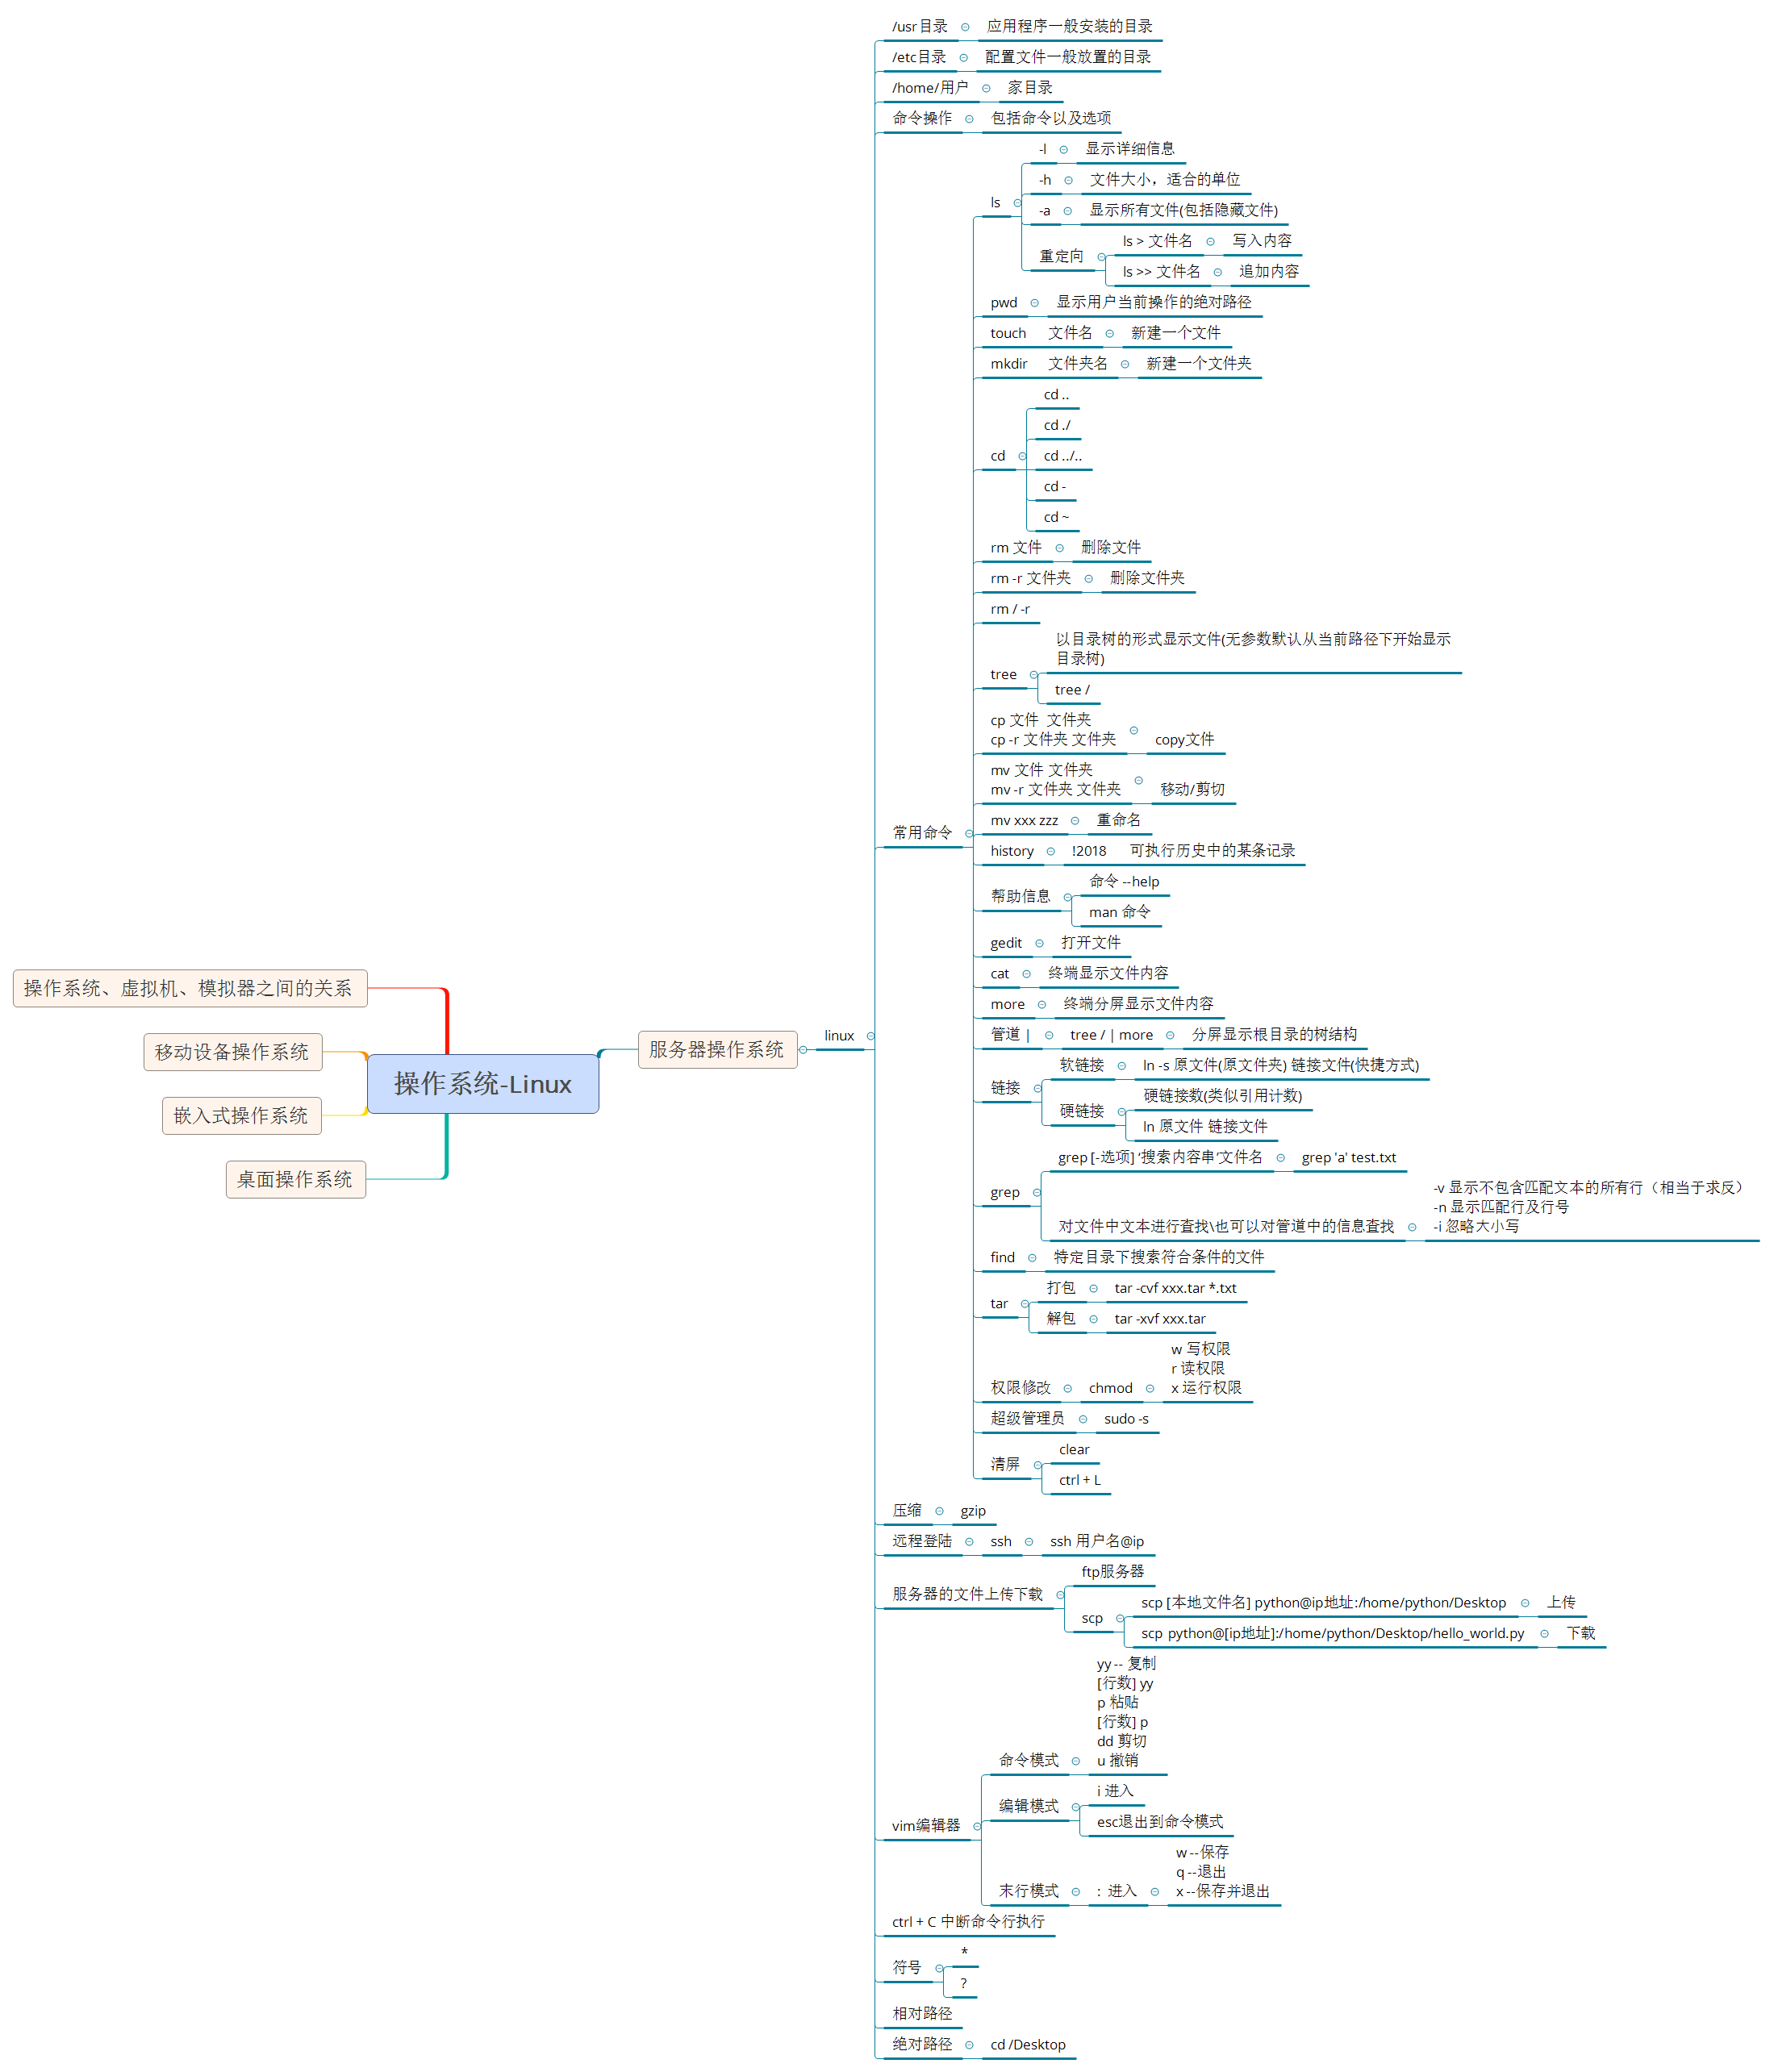 操作系统-Linux
操作系统、虚拟机、模拟器之间的关系
移动设备操作系统
嵌入式操作系统
桌面操作系统
服务器操作系统
linux
/usr目录
应用程序一般安装的目录
/etc目录
配置文件一般放置的目录
/home/用户
家目录
命令操作
包括命令以及选项
常用命令
ls
-l
显示详细信息
-h
文件大小，适合的单位
-a
显示所有文件(包括隐藏文件)
重定向
ls > 文件名
写入内容
ls >> 文件名
追加内容
pwd
显示用户当前操作的绝对路径
touch 文件名
新建一个文件
mkdir 文件夹名
新建一个文件夹
cd
cd ..
cd ./
cd ../..
cd -
cd ~
rm 文件
删除文件
rm -r 文件夹
删除文件夹
rm / -r
tree
以目录树的形式显示文件(无参数默认从当前路径下开始显示
目录树)
tree /
cp 文件 文件夹
cp -r 文件夹 文件夹
copy文件
mv 文件 文件夹
mv -r 文件夹 文件夹
移动/剪切
mv xxx zzz
重命名
history
!2018 可执行历史中的某条记录
帮助信息
命令 --help
man 命令
gedit
打开文件
cat
终端显示文件内容
more
终端分屏显示文件内容
管道 |
tree / | more
分屏显示根目录的树结构
链接
软链接
ln -s 原文件(原文件夹) 链接文件(快捷方式)
硬链接
硬链接数(类似引用计数)
ln 原文件 链接文件
grep
grep [-选项] ‘搜索内容串’文件名
grep 'a' test.txt
对文件中文本进行查找\也可以对管道中的信息查找
-v 显示不包含匹配文本的所有行（相当于求反）
-n 显示匹配行及行号
-i 忽略大小写
find
特定目录下搜索符合条件的文件
tar
打包
tar -cvf xxx.tar *.txt
解包
tar -xvf xxx.tar
权限修改
chmod
w 写权限
r 读权限
x 运行权限
超级管理员
sudo -s
清屏
clear
ctrl + L
压缩
gzip
远程登陆
ssh
ssh 用户名@ip
服务器的文件上传下载
ftp服务器
scp
scp [本地文件名] python@ip地址:/home/python/Desktop
上传
scp python@[ip地址]:/home/python/Desktop/hello_world.py
下载
vim编辑器
命令模式
yy -- 复制
[行数] yy
p 粘贴
[行数] p
dd 剪切
u 撤销
编辑模式
i 进入
esc退出到命令模式
末行模式
: 进入
w --保存
q --退出
x --保存并退出
ctrl + C 中断命令行执行
符号
*
?
相对路径
绝对路径
cd /Desktop